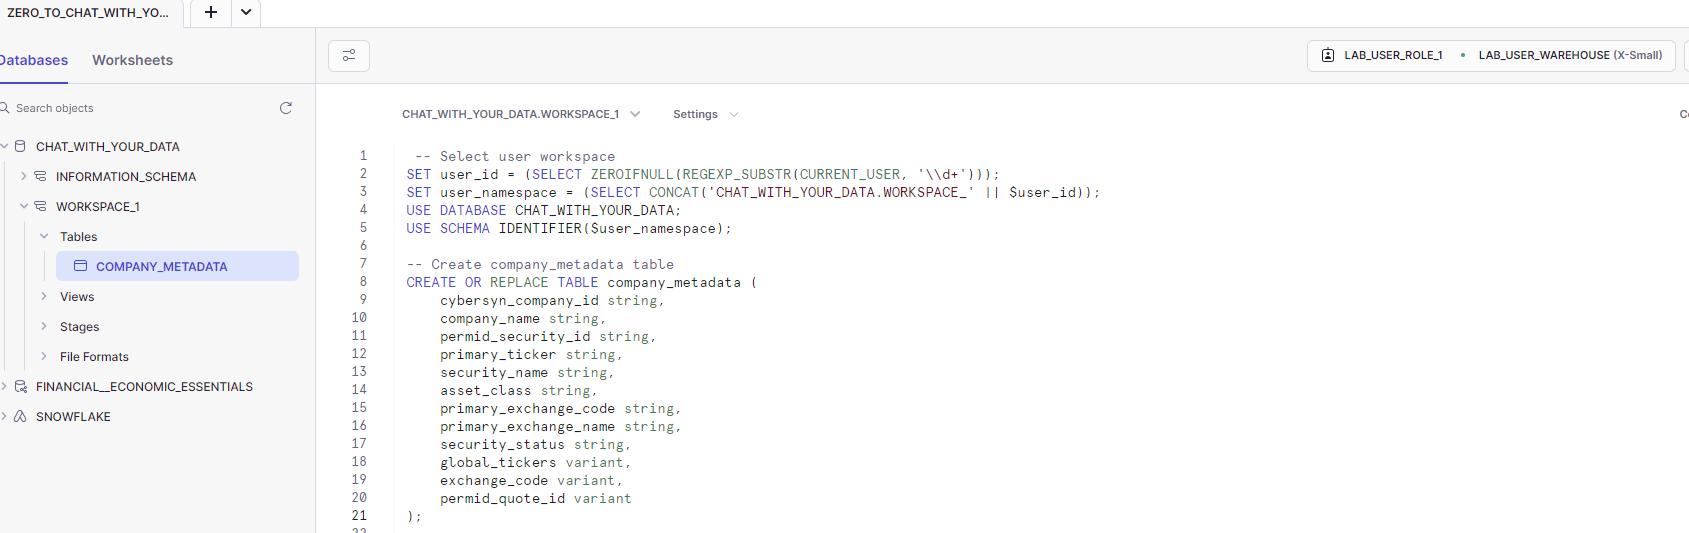 ZERO_TO_CHAT_WITH_YO...
Databases Worksheets
LAB_USER_ROLE_1 • LAB_USER_WAREHOUSE (X-Small)
Search objects
CHAT_WITH_YOUR_DATA
INFORMATION_SCHEMA
WORKSPACE_1
Tables
COMPANY_METADATA
Views
Stages
File Formats
FINANCIAL__ECONOMIC_ESSENTIALS
SNOWFLAKE
CHAT_WITH_YOUR_DATA.WORKSPACE_1 Settings
1 -- Select user workspace
2 SET user_id = (SELECT ZEROIFNULL(REGEXP_SUBSTR(CURRENT_USER, '\\d+')));
3 SET user_namespace = (SELECT CONCAT('CHAT_WITH_YOUR_DATA.WORKSPACE_' || $user_id));
4 USE DATABASE CHAT_WITH_YOUR_DATA;
5 USE SCHEMA IDENTIFIER($user_namespace);
6
7 -- Create company_metadata table
8 CREATE OR REPLACE TABLE company_metadata (
9 cybersyn_company_id string,
10 company_name string,
11 permid_security_id string,
12 primary_ticker string,
13 security_name string,
14 asset_class string,
15 primary_exchange_code string,
16 primary_exchange_name string,
17 security_status string,
18 global_tickers variant,
19 exchange_code variant,
20 permid_quote_id variant
21 );